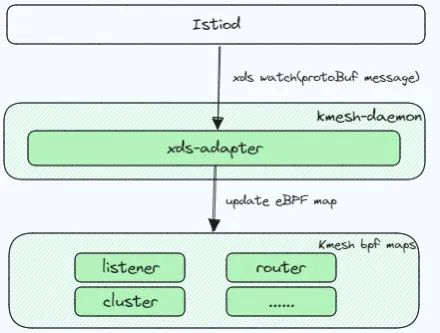 Istiod
xds watch(protoBuf message)
kmesh-daemon
xds-adapter
update eBPF map
Kmesh bpf maps
listener
router
cluster
......